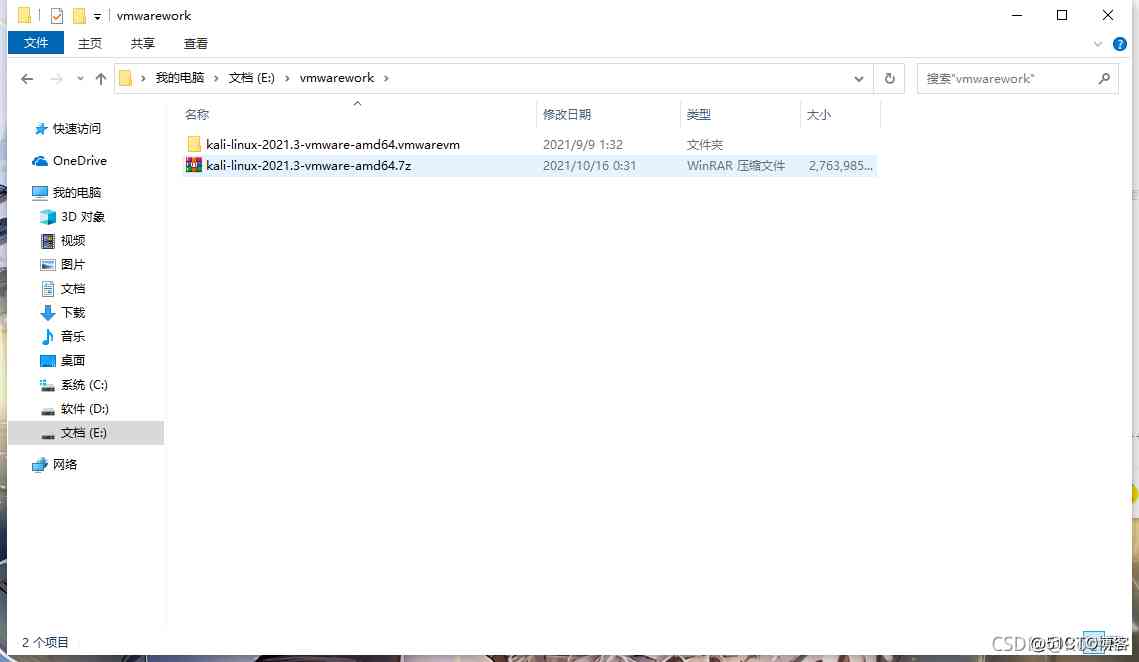 vmwarework
文件 主页 共享 查看
我的电脑 文档 (E:) vmwarework 搜索"vmwarework"
名称 修改日期 类型 大小
kali-linux-2021.3-vmware-amd64.vmwarevm 2021/9/9 1:32 文件夹
kali-linux-2021.3-vmware-amd64.7z 2021/10/16 0:31 WinRAR 压缩文件 2,763,985...
快速访问
OneDrive
我的电脑
3D 对象
视频
图片
文档
下载
音乐
桌面
系统 (C:)
软件 (D:)
文档 (E:)
网络
2 个项目
CSD @51CTO博客